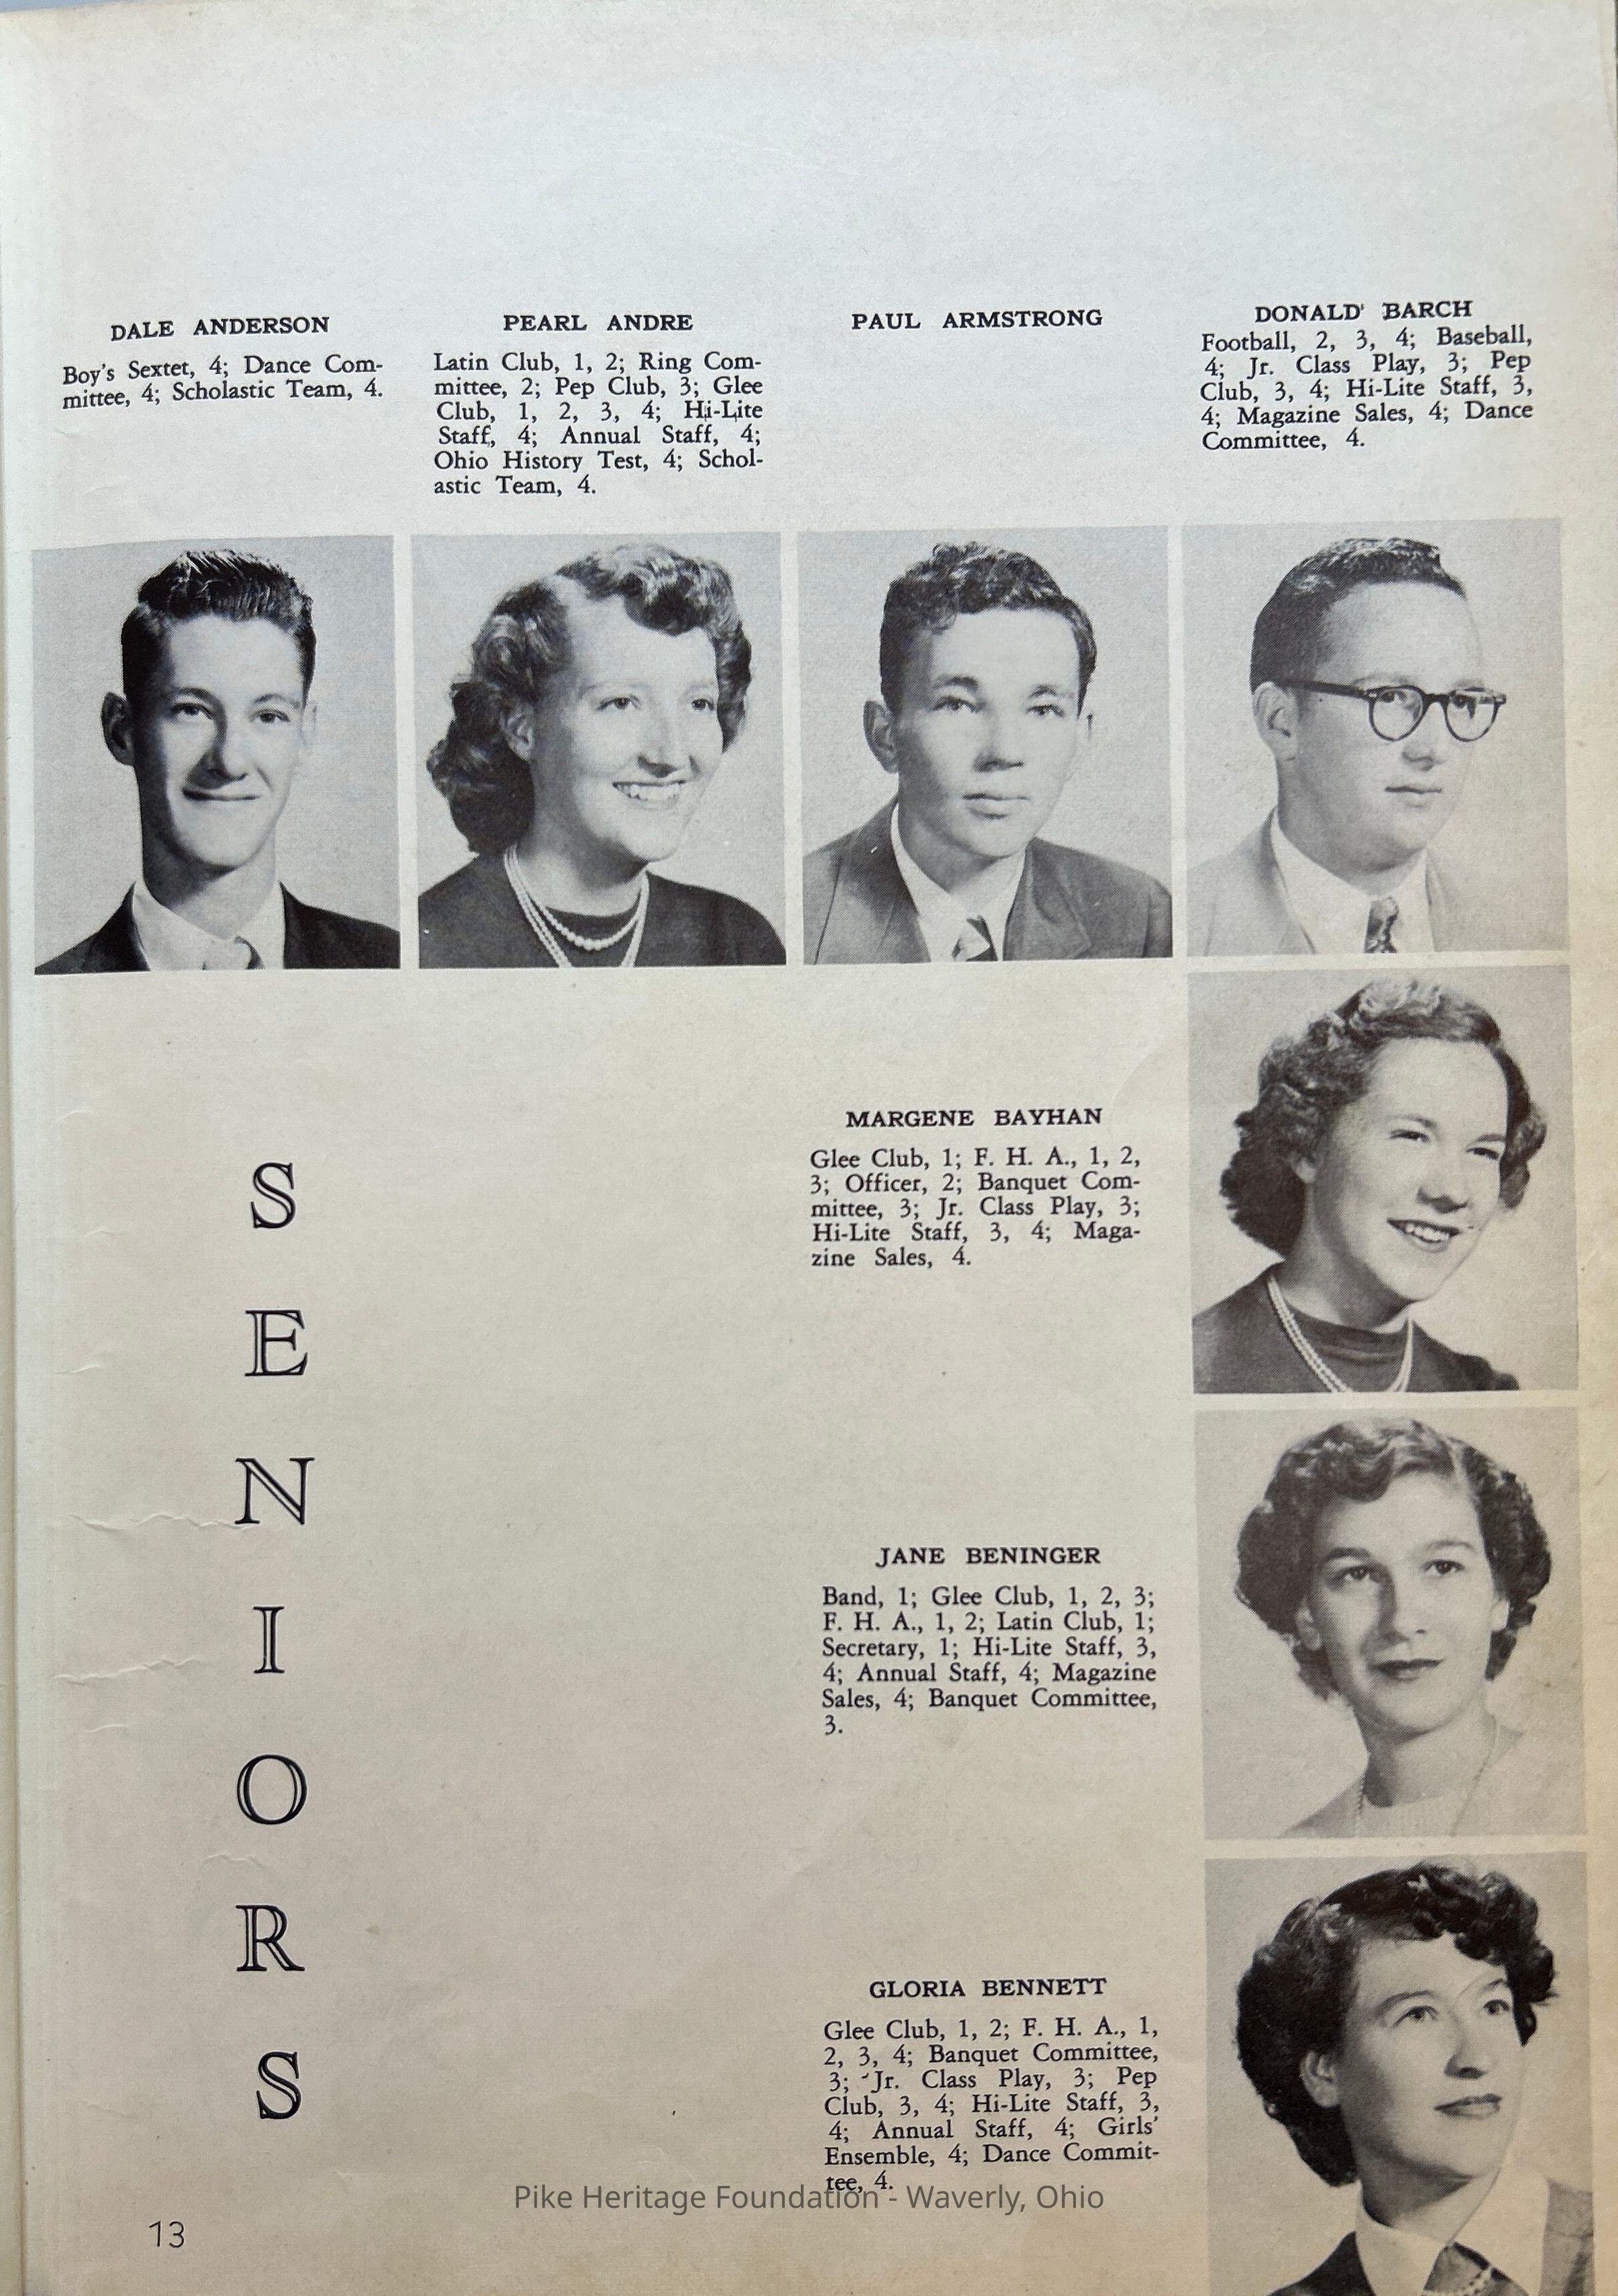 DALE ANDERSON
Boy's Sextet, 4; Dance Com-
mittee, 4; Scholastic Team, 4.
PEARL ANDRE
Latin Club, 1, 2; Ring Com-
mittee, 2; Pep Club, 3; Glee
Club, 1, 2, 3, 4; Hi-Lite
Staff, 4; Annual Staff, 4;
Ohio History Test, 4; Schol-
astic Team, 4.
PAUL ARMSTRONG
DONALD' BARCH
Football, 2, 3, 4; Baseball,
4; Jr. Class Play, 3; Pep
Club, 3, 4; Hi-Lite Staff, 3,
4; Magazine Sales, 4; Dance
Committee, 4.
MARGENE BAYHAN
Glee Club, 1; F. H. A., 1, 2,
3; Officer, 2; Banquet Com-
mittee, 3; Jr. Class Play, 3;
Hi-Lite Staff, 3, 4; Maga-
zine Sales, 4.
JANE BENINGER
Band, 1; Glee Club, 1, 2, 3;
F. H. A., 1, 2; Latin Club, 1;
Secretary, 1; Hi-Lite Staff, 3,
4; Annual Staff, 4; Magazine
Sales, 4; Banquet Committee,
3.
GLORIA BENNETT
Glee Club, 1, 2; F. H. A., 1,
2, 3, 4; Banquet Committee,
3; Jr. Class Play, 3; Pep
Club, 3, 4; Hi-Lite Staff, 3,
4; Annual Staff, 4; Girls'
Ensemble, 4; Dance Commit-
tee, 4.
S
E
N
I
O
R
S
Pike Heritage Foundation - Waverly, Ohio
13